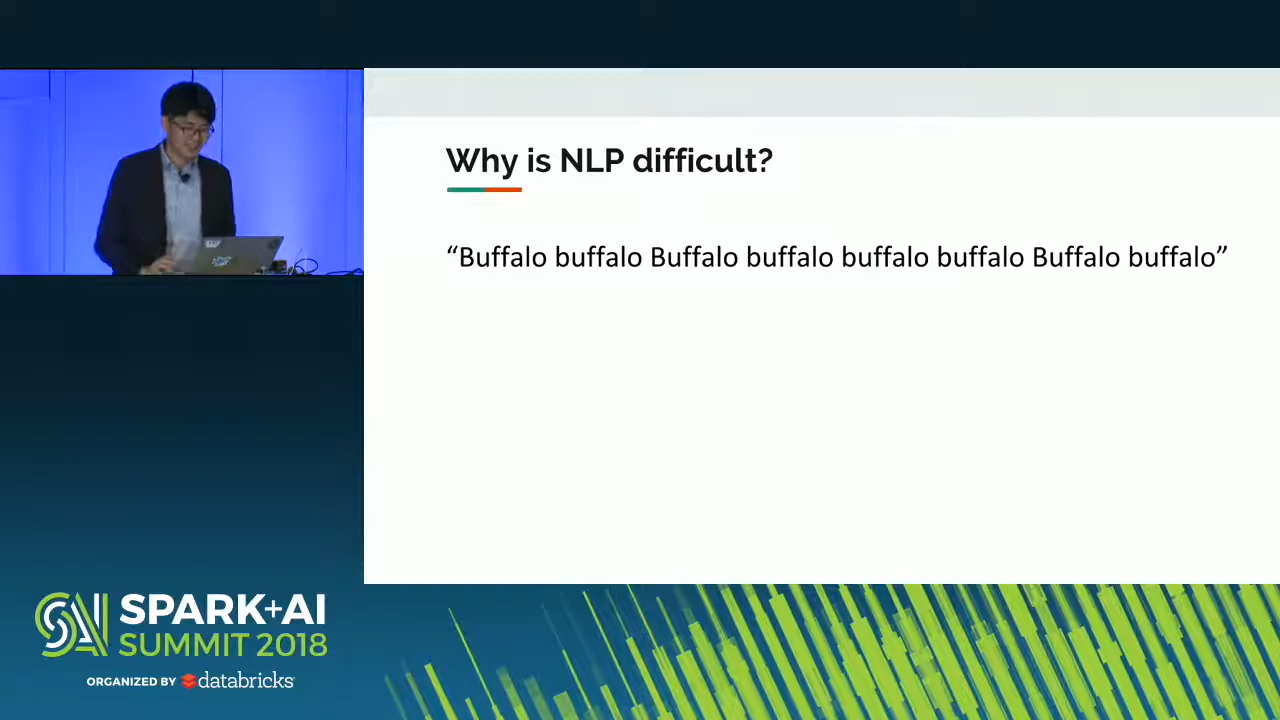 Why is NLP difficult?
“Buffalo buffalo Buffalo buffalo buffalo buffalo Buffalo buffalo”
SPARK+AI
SUMMIT 2018
ORGANIZED BY databricks